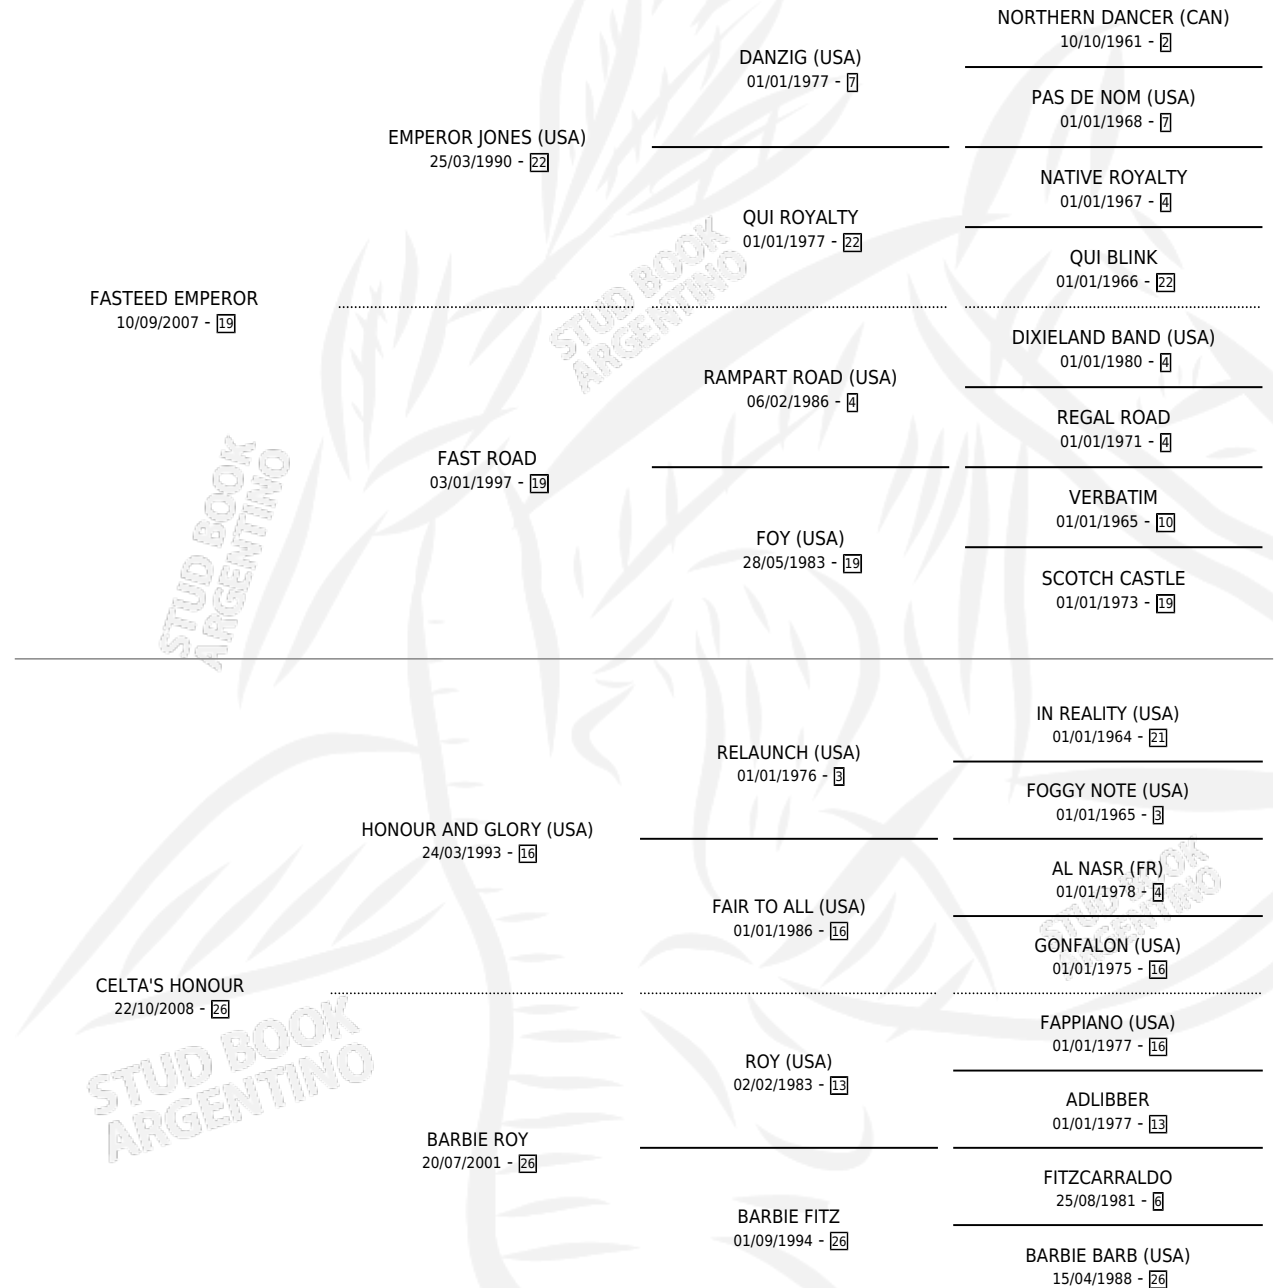 NORTHERN DANCER (CAN)
10/10/1961 - 2
DANZIG (USA)
01/01/1977 - 7
PAS DE NOM (USA)
01/01/1968 - 7
EMPEROR JONES (USA)
25/03/1990 - 22
NATIVE ROYALTY
01/01/1967 - 4
QUI ROYALTY
01/01/1977 - 22
QUI BLINK
01/01/1966 - 22
FASTEED EMPEROR
10/09/2007 - 19
DIXIELAND BAND (USA)
01/01/1980 - 4
RAMPART ROAD (USA)
06/02/1986 - 4
REGAL ROAD
01/01/1971 - 4
FAST ROAD
03/01/1997 - 19
VERBATIM
01/01/1965 - 10
FOY (USA)
28/05/1983 - 19
SCOTCH CASTLE
01/01/1973 - 19
IN REALITY (USA)
01/01/1964 - 21
RELAUNCH (USA)
01/01/1976 - 3
FOGGY NOTE (USA)
01/01/1965 - 3
HONOUR AND GLORY (USA)
24/03/1993 - 16
AL NASR (FR)
01/01/1978 - 4
FAIR TO ALL (USA)
01/01/1986 - 16
GONFALON (USA)
01/01/1975 - 16
CELTA'S HONOUR
22/10/2008 - 26
FAPPIANO (USA)
01/01/1977 - 16
ROY (USA)
02/02/1983 - 13
ADLIBBER
01/01/1977 - 13
BARBIE ROY
20/07/2001 - 26
FITZCARRALDO
25/08/1981 - 6
BARBIE FITZ
01/09/1994 - 26
BARBIE BARB (USA)
15/04/1988 - 26
STUD BOOK
ARGENTINO
STUD BOOK
ARGENTINO
STUD BOOK
ARGENTINO
STUD BOOK
ARGENTINO